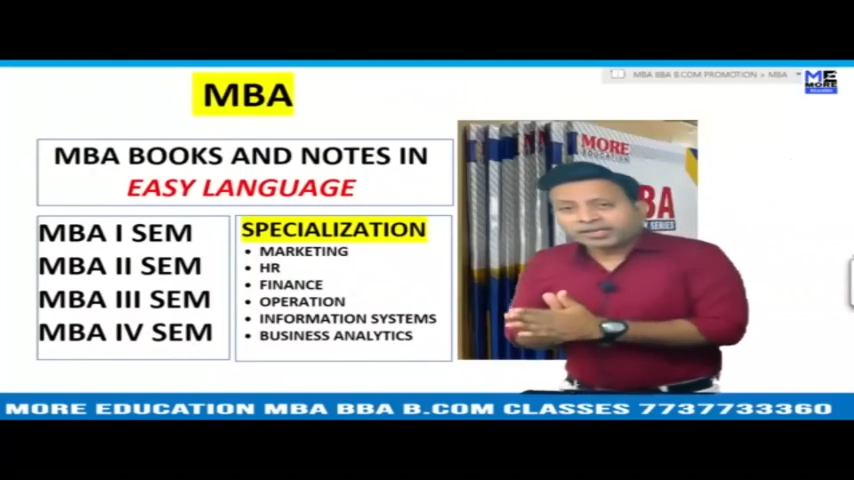 MBA
MBA BBA B.COM PROMOTION > MBA
MORE
MBA BOOKS AND NOTES IN
EASY LANGUAGE
MBA I SEM
MBA II SEM
MBA III SEM
MBA IV SEM
SPECIALIZATION
• MARKETING
• HR
• FINANCE
• OPERATION
• INFORMATION SYSTEMS
• BUSINESS ANALYTICS
MORE
EDUCATION
BA
SERIES
MORE EDUCATION MBA BBA B.COM CLASSES 7737733360